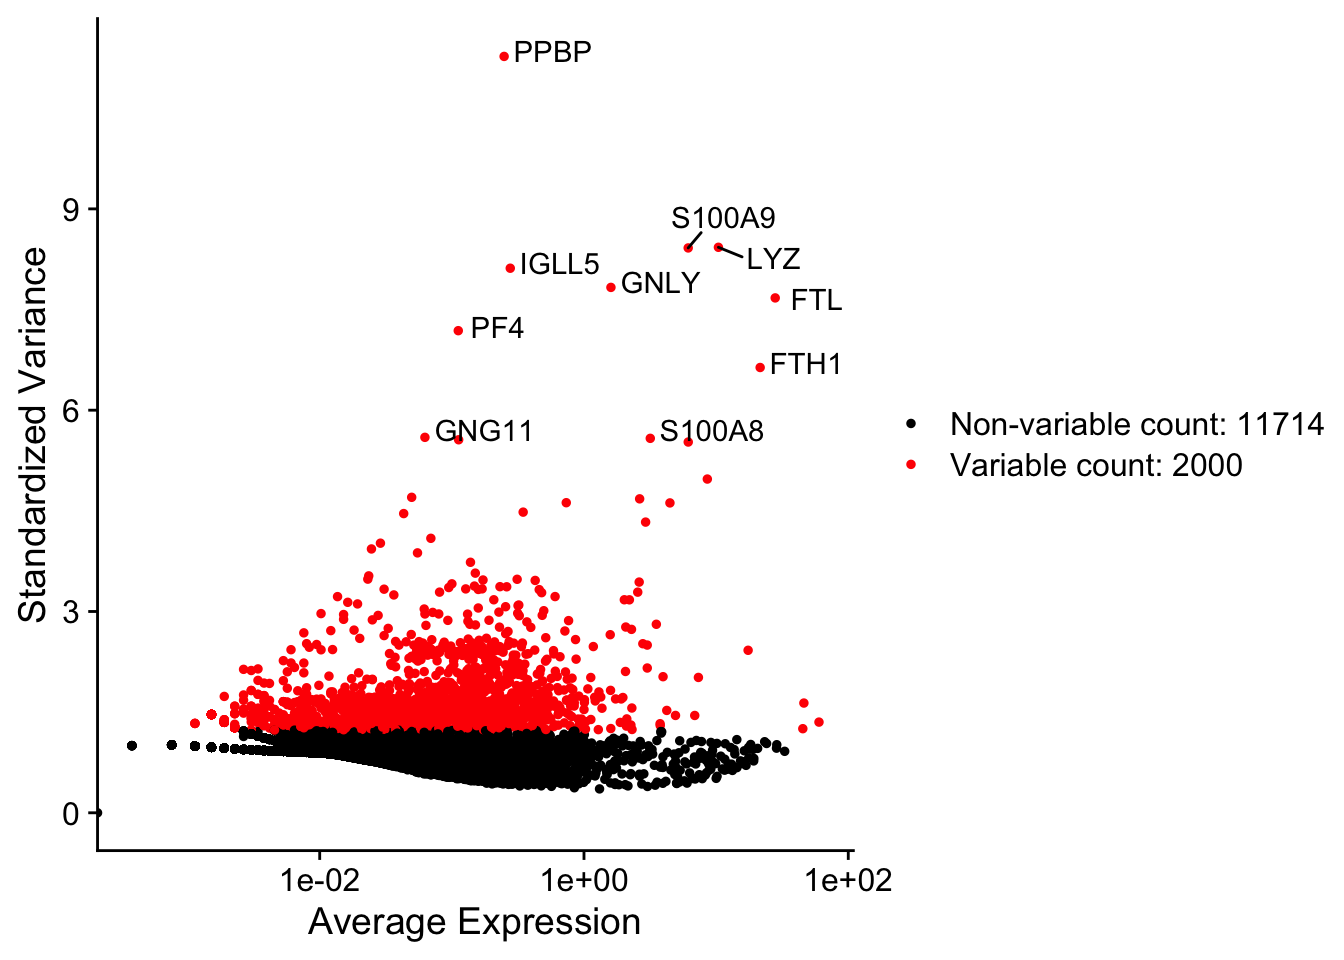 PPBP
9
S100A9
LYZ
IGLL5
GNLY
FTL
PF4
FTH1
6
GNG11
S100A8
Non-variable count: 11714
Variable count: 2000
Standardized Variance
3
0
1e-02
1e+00
1e+02
Average Expression